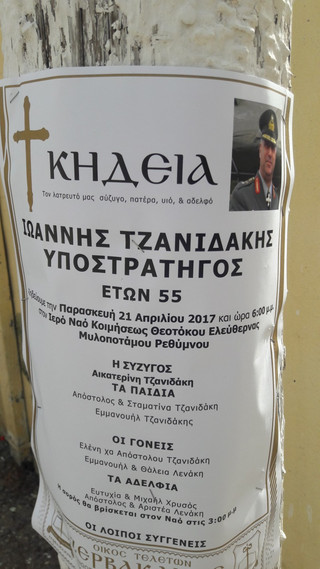 ΚΗΔΕΙΑ
Τον λατρευτό μας σύζυγο, πατέρα, υιό, & αδελφό
ΙΩΑΝΝΗΣ ΤΖΑΝΙΔΑΚΗΣ
ΥΠΟΣΤΡΑΤΗΓΟΣ
ΕΤΩΝ 55
την Παρασκευή 21 Απριλίου 2017 και ώρα 6:00 μ.μ.
στον Ιερό Ναό Κοιμήσεως Θεοτόκου Ελεύθερνας
Μυλοποτάμου Ρεθύμνου
Η ΣΥΖΥΓΟΣ
Αικατερίνη Τζανιδάκη
ΤΑ ΠΑΙΔΙΑ
Απόστολος & Σταματίνα Τζανιδάκη
Εμμανουήλ Τζανιδάκης
ΟΙ ΓΟΝΕΙΣ
Ελένη χα Απόστολου Τζανιδάκη
Εμμανουήλ & Θάλεια Λενάκη
ΤΑ ΑΔΕΛΦΙΑ
Ευτυχία & Μιχαήλ Χρυσός
Απόστολος & Αριστέα Λενάκη
Η σορός θα βρίσκεται στον Ναό στις 3:00 μ.μ
ΟΙ ΛΟΙΠΟΙ ΣΥΓΓΕΝΕΙΣ
ΟΙΚΟΣ ΤΕΛΕΤΩΝ